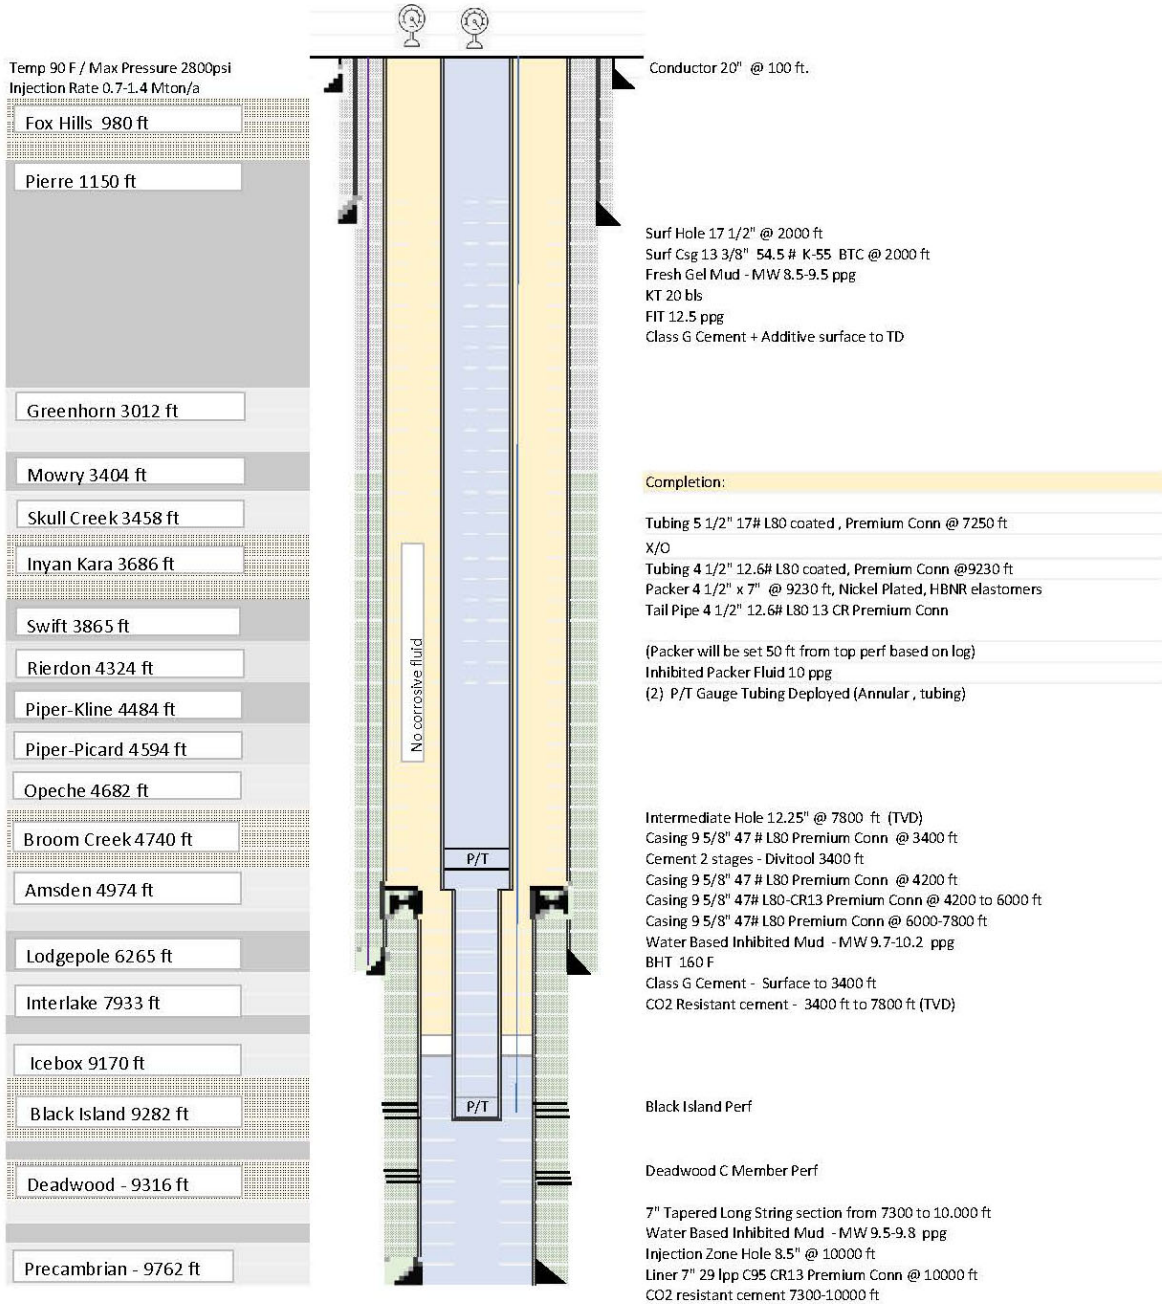 Temp 90 F / Max Pressure 2800psi
Injection Rate 0.7-1.4 Mton/a
Fox Hills 980 ft
Pierre 1150 ft
Greenhorn 3012 ft
Mowry 3404 ft
Skull Creek 3458 ft
Inyan Kara 3686 ft
Swift 3865 ft
Rierdon 4324 ft
Piper-Kline 4484 ft
Piper-Picard 4594 ft
Opeche 4682 ft
Broom Creek 4740 ft
Amsden 4974 ft
Lodgepole 6265 ft
Interlake 7933 ft
Icebox 9170 ft
Black Island 9282 ft
Deadwood - 9316 ft
Precambrian - 9762 ft
No corrosive fluid
P/T
P/T
Conductor 20" @ 100 ft.
Surf Hole 17 1/2" @ 2000 ft
Surf Csg 13 3/8" 54.5 # K-55 BTC @ 2000 ft
Fresh Gel Mud - MW 8.5-9.5 ppg
KT 20 bls
FIT 12.5 ppg
Class G Cement + Additive surface to TD
Completion:
Tubing 5 1/2" 17# L80 coated , Premium Conn @ 7250 ft
X/O
Tubing 4 1/2" 12.6# L80 coated, Premium Conn @9230 ft
Packer 4 1/2" x 7" @ 9230 ft, Nickel Plated, HBNR elastomers
Tail Pipe 4 1/2" 12.6# L80 13 CR Premium Conn
(Packer will be set 50 ft from top perf based on log)
Inhibited Packer Fluid 10 ppg
(2) P/T Gauge Tubing Deployed (Annular , tubing)
Intermediate Hole 12.25" @ 7800 ft (TVD)
Casing 9 5/8" 47 # L80 Premium Conn @ 3400 ft
Cement 2 stages - Divitool 3400 ft
Casing 9 5/8" 47 # L80 Premium Conn @ 4200 ft
Casing 9 5/8" 47# L80-CR13 Premium Conn @ 4200 to 6000 ft
Casing 9 5/8" 47# L80 Premium Conn @ 6000-7800 ft
Water Based Inhibited Mud - MW 9.7-10.2 ppg
BHT 160 F
Class G Cement - Surface to 3400 ft
CO2 Resistant cement - 3400 ft to 7800 ft (TVD)
Black Island Perf
Deadwood C Member Perf
7" Tapered Long String section from 7300 to 10.000 ft
Water Based Inhibited Mud - MW 9.5-9.8 ppg
Injection Zone Hole 8.5" @ 10000 ft
Liner 7" 29 lpp C95 CR13 Premium Conn @ 10000 ft
CO2 resistant cement 7300-10000 ft